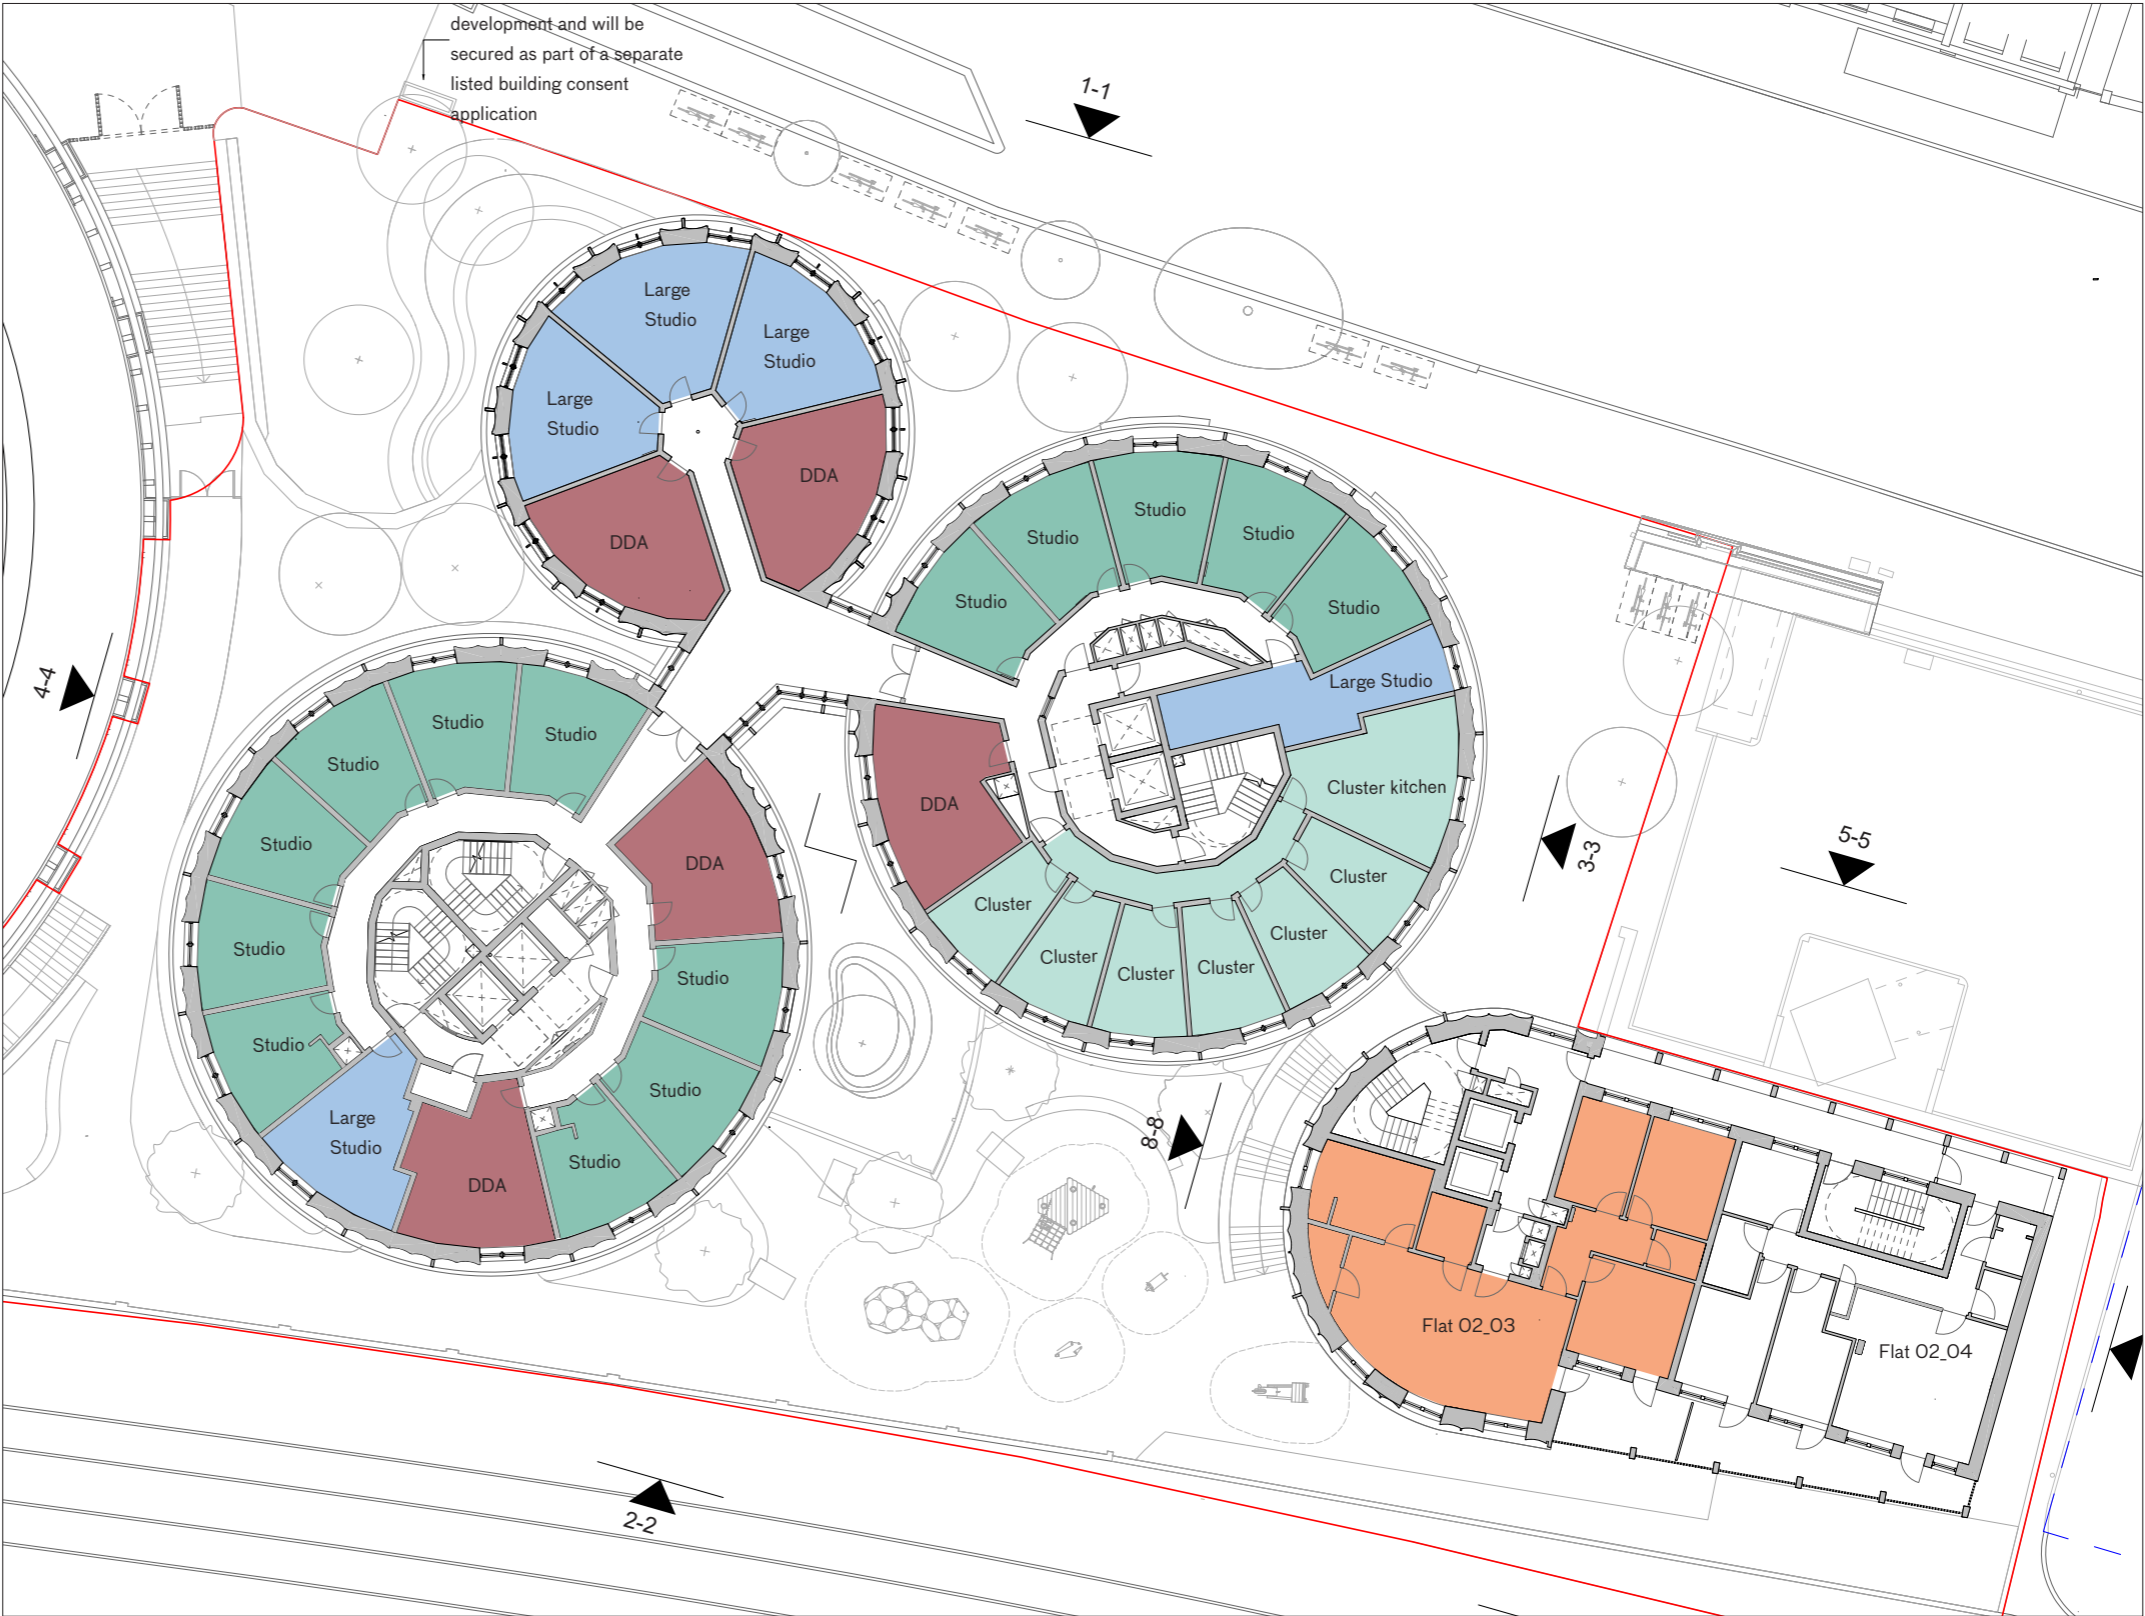 development and will be
secured as part of a separate
listed building consent
application
1-1
Large
Studio
Large
Studio
Large
Studio
DDA
DDA
Studio
Studio
Studio
Studio
Studio
Large Studio
Cluster kitchen
Cluster
Cluster
Cluster
Cluster
Cluster
Cluster
DDA
4-4
Studio
Studio
Studio
Studio
Studio
Studio
Large
Studio
DDA
Studio
Studio
Studio
DDA
3-3
5-5
8-8
Flat 02_03
Flat 02_04
2-2